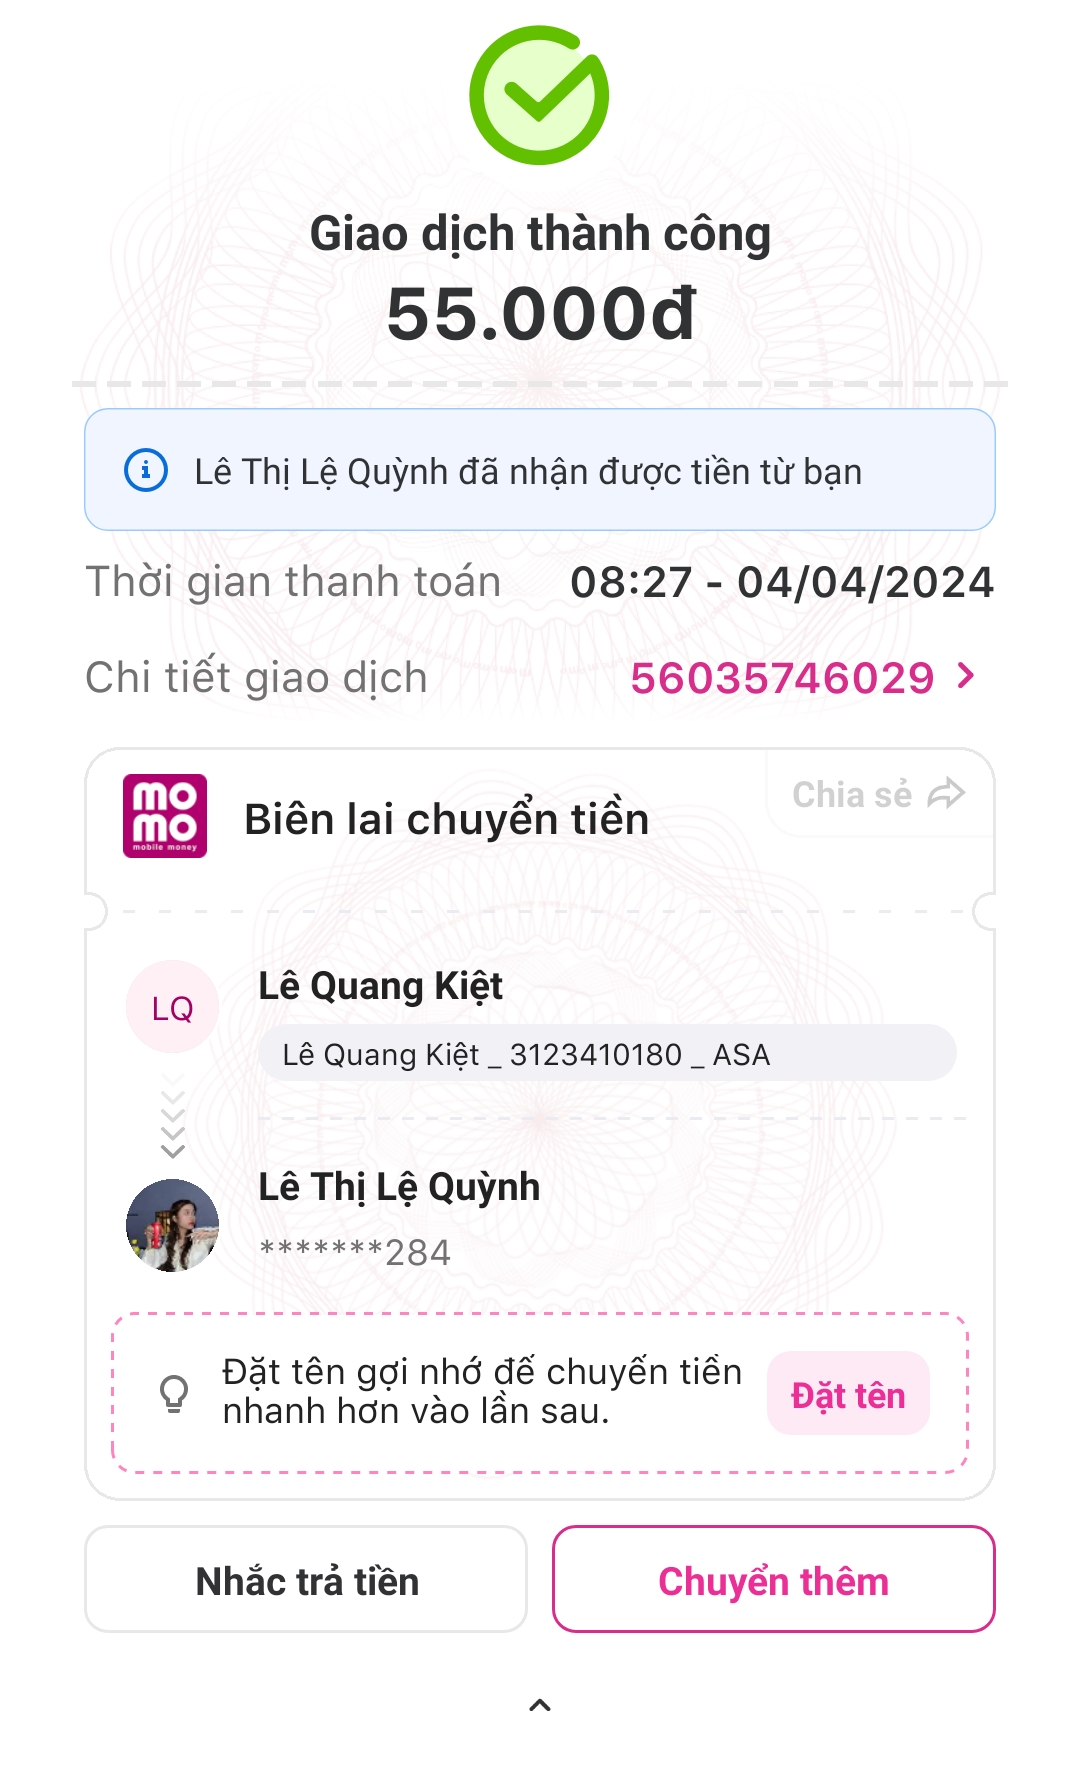 Giao dịch thành công
55.000đ
Lê Thị Lệ Quỳnh đã nhận được tiền từ bạn
Thời gian thanh toán 08:27 - 04/04/2024
Chi tiết giao dịch 56035746029
Chia sẻ
mo
mo
mobile money
Biên lai chuyển tiền
LQ
Lê Quang Kiệt
Lê Quang Kiệt _ 3123410180 _ ASA
Lê Thị Lệ Quỳnh
*******284
Đặt tên gợi nhớ để chuyển tiền
nhanh hơn vào lần sau.
Đặt tên
Nhắc trả tiền
Chuyển thêm